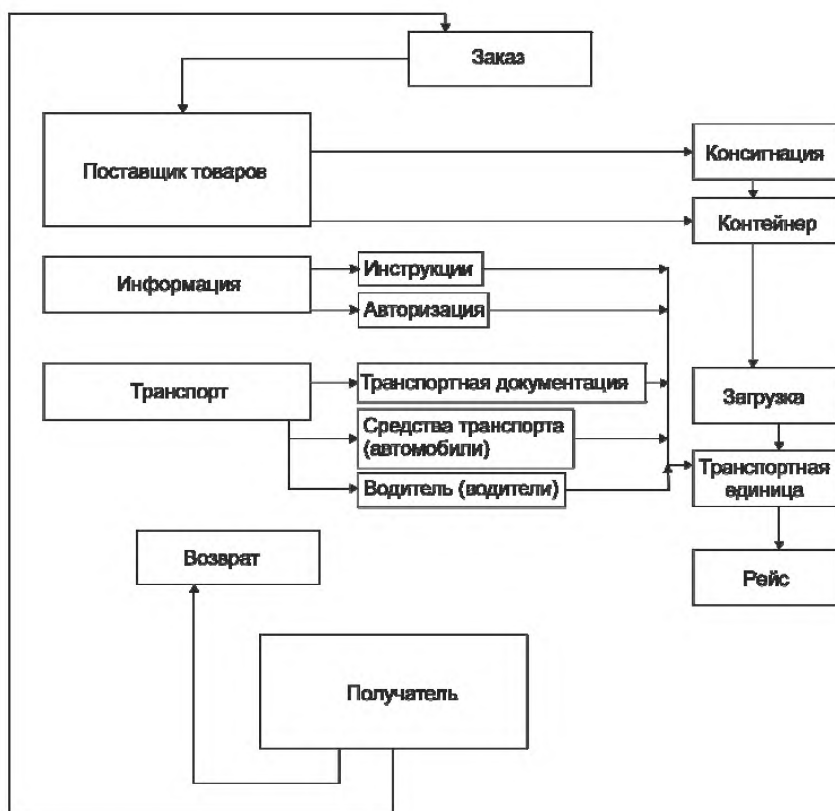 Заказ
Поставщик товаров
Консигнация
Контейнер
Информация
Инструкции
Авторизация
Транспорт
Транспортная документация
Средства транспорта
(автомобили)
Водитель (водители)
Загрузка
Транспортная
единица
Возврат
Рейс
Получатель